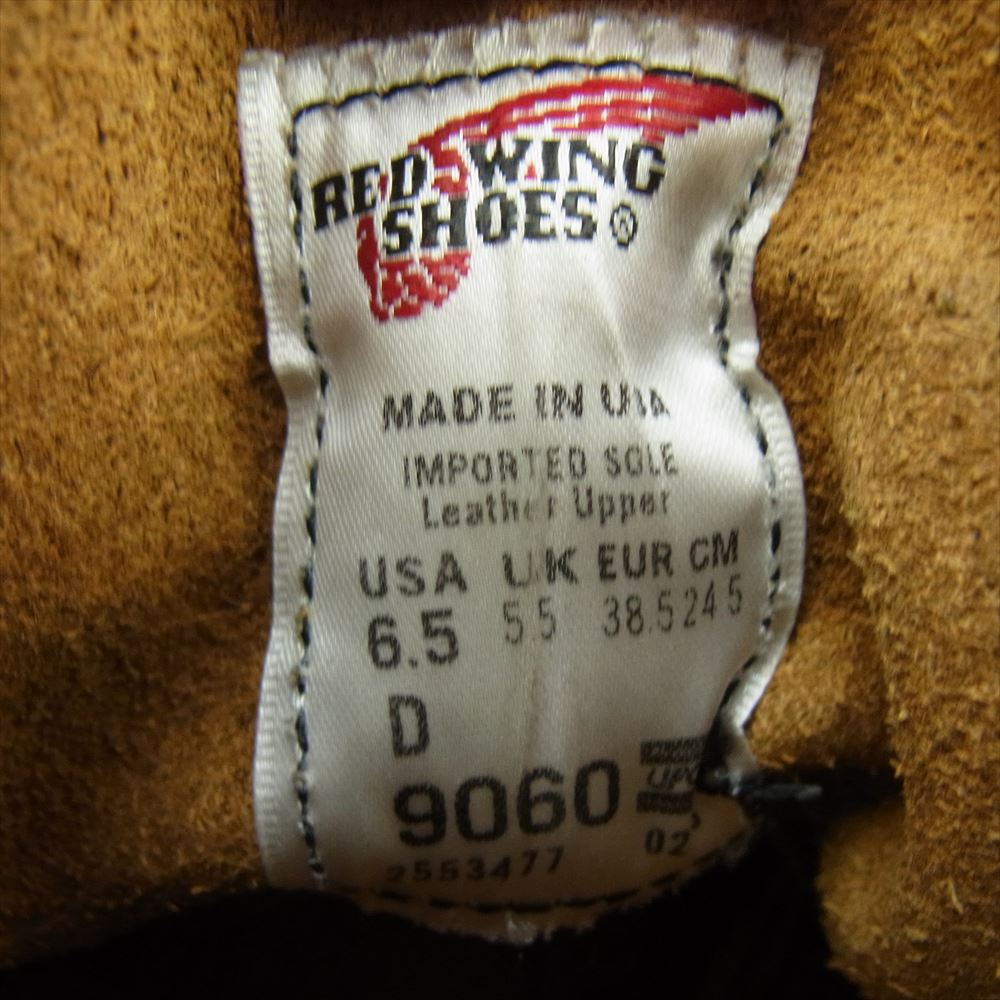 RED WING
SHOES®
MADE IN USA
IMPORTED SOLE
Leather Upper
USA UK EUR CM
6.5 5.5 38.5 24.5
D
9060
02
2553477